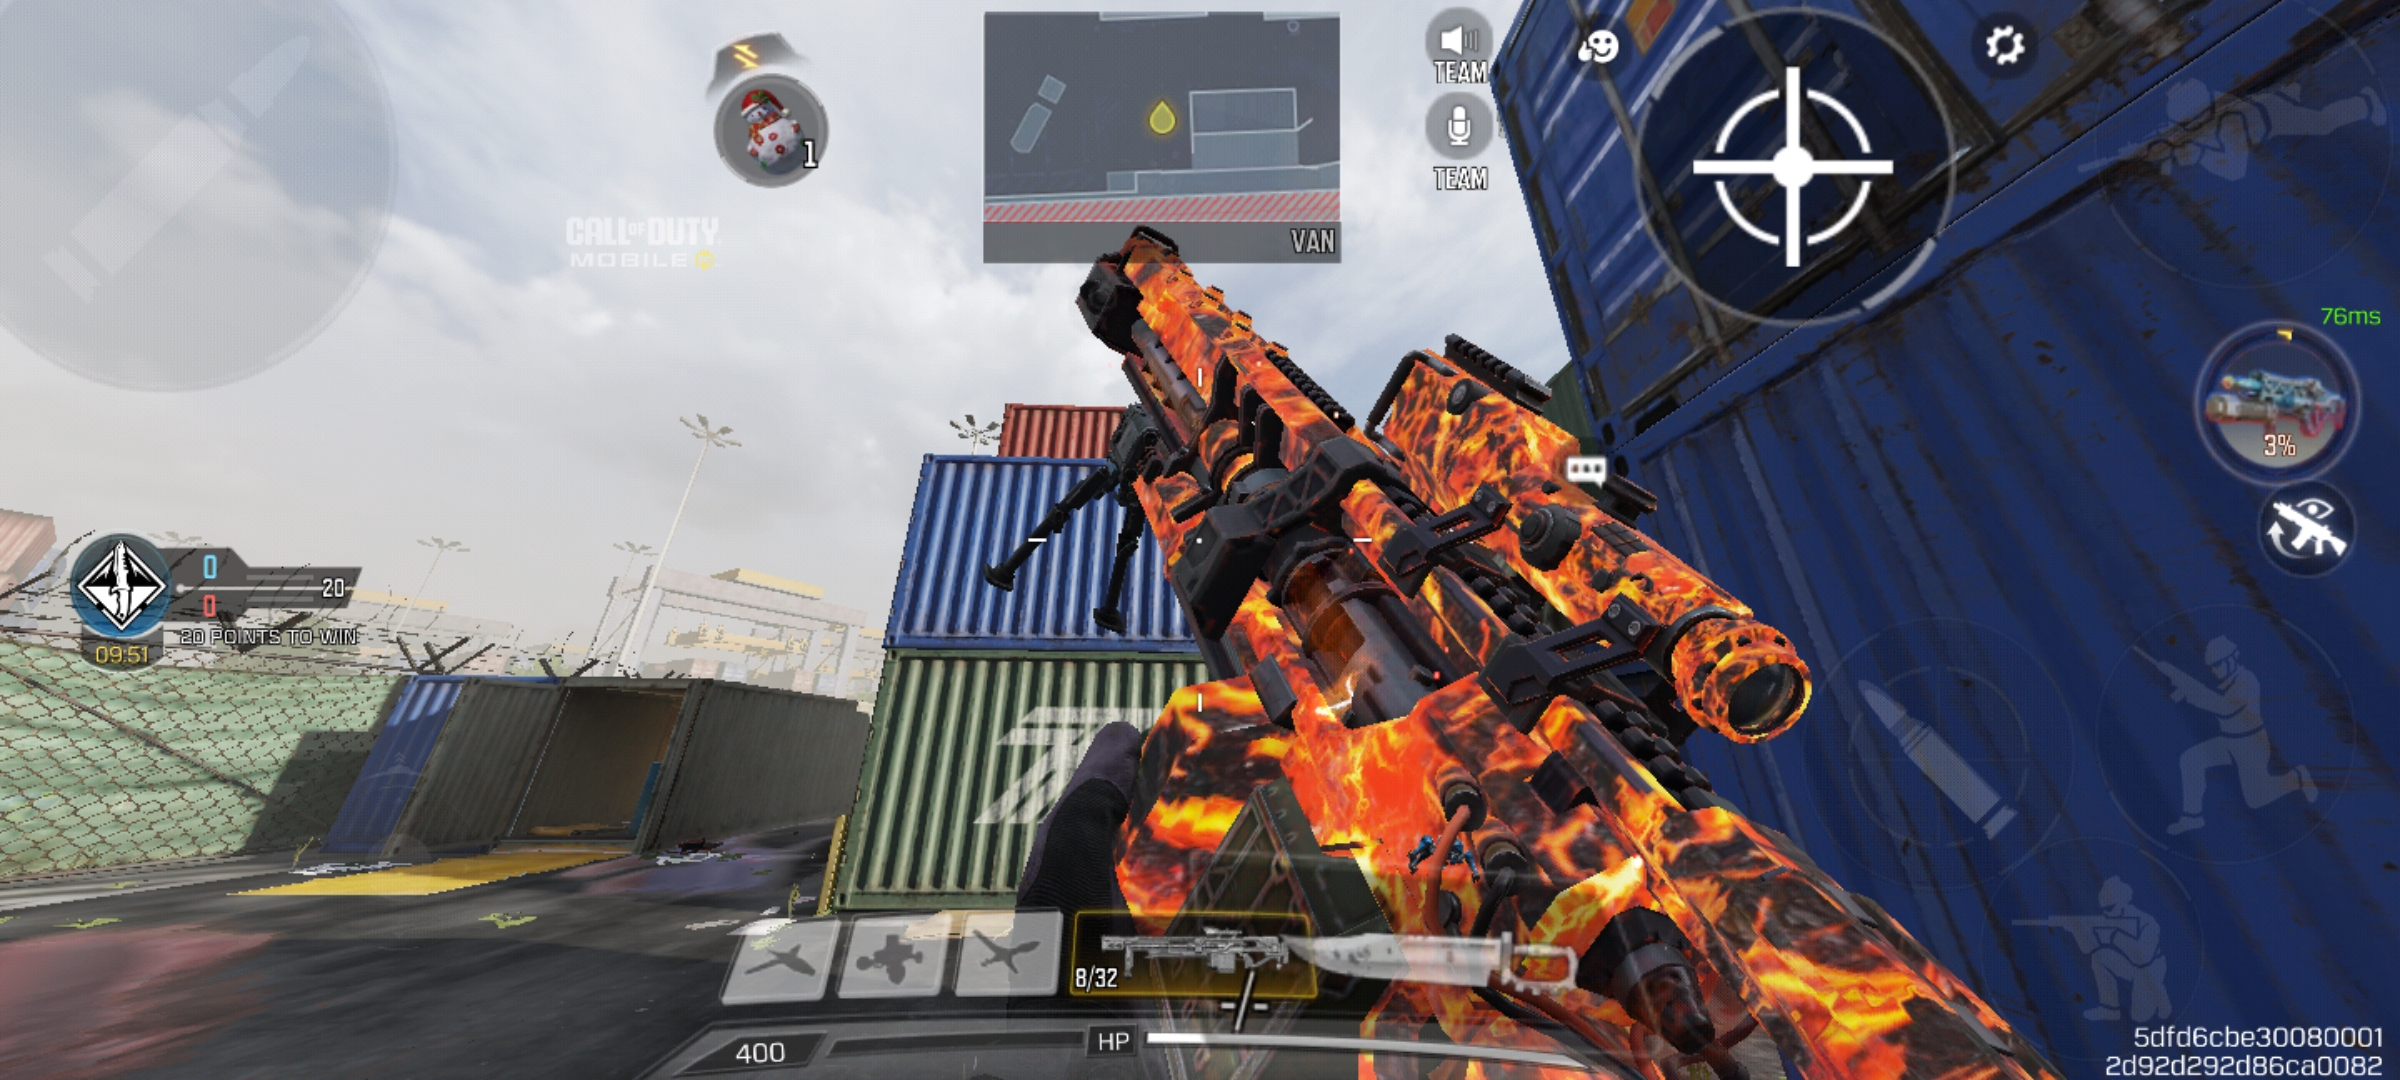 1
CALL OF DUTY
MOBILE
VAN
TEAM
TEAM
76ms
3%
0
0
20
20 POINTS TO WIN
09:51
8/32
400
HP
5dfd6cbe30080001
2d92d292d86ca0082